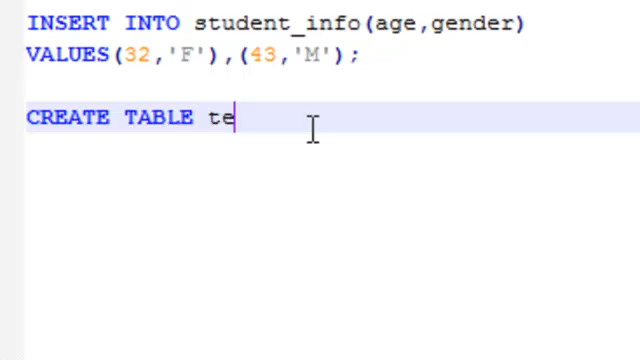 INSERT INTO student_info(age,gender)
VALUES(32,'F'),(43,'M');
CREATE TABLE te